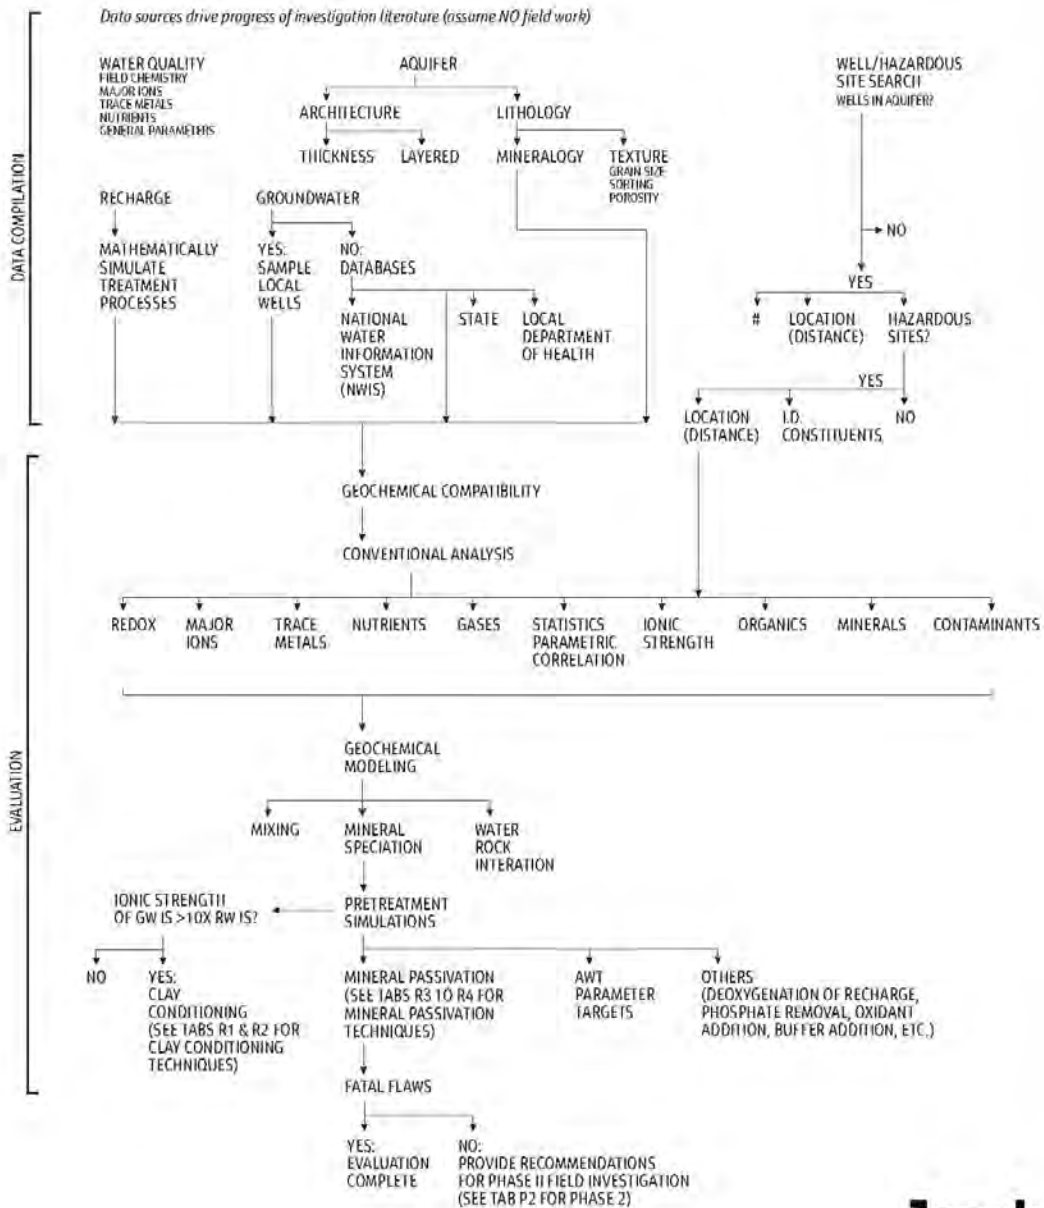 Data sources drive progress of investigation literature (assume NO field work)
DATA COMPILATION
WATER QUALITY
FIELD CHEMISTRY
MAJOR IONS
TRACE METALS
NUTRIENTS
GENERAL PARAMETERS
AQUIFER
ARCHITECTURE
LITHOLOGY
THICKNESS
LAYERED
MINERALOGY
TEXTURE
GRAIN SIZE
SORTING
POROSITY
WELL/HAZARDOUS
SITE SEARCH
WELLS IN AQUIFER?
NO
YES
#
LOCATION
(DISTANCE)
HAZARDOUS
SITES?
YES
LOCATION
(DISTANCE)
I.D.
CONSTITUENTS
NO
RECHARGE
MATHEMATICALLY
SIMULATE
TREATMENT
PROCESSES
GROUNDWATER
YES:
SAMPLE
LOCAL
WELLS
NO:
DATABASES
NATIONAL
WATER
INFORMATION
SYSTEM
(NWIS)
STATE
LOCAL
DEPARTMENT
OF HEALTH
EVALUATION
GEOCHEMICAL COMPATIBILITY
CONVENTIONAL ANALYSIS
REDOX
MAJOR
IONS
TRACE
METALS
NUTRIENTS
GASES
STATISTICS
PARAMETRIC
CORRELATION
IONIC
STRENGTH
ORGANICS
MINERALS
CONTAMINANTS
GEOCHEMICAL
MODELING
MIXING
MINERAL
SPECIATION
WATER
ROCK
INTERATION
PRETREATMENT
SIMULATIONS
IONIC STRENGTH
OF GW IS >10X RW IS?
NO
YES:
CLAY
CONDITIONING
(SEE TABS R1 & R2 FOR
CLAY CONDITIONING
TECHNIQUES)
MINERAL PASSIVATION
(SEE TABS R3 TO R4 FOR
MINERAL PASSIVATION
TECHNIQUES)
AWT
PARAMETER
TARGETS
OTHERS
(DEOXYGENATION OF RECHARGE,
PHOSPHATE REMOVAL, OXIDANT
ADDITION, BUFFER ADDITION, ETC.)
FATAL FLAWS
YES:
EVALUATION
COMPLETE
NO:
PROVIDE RECOMMENDATIONS
FOR PHASE II FIELD INVESTIGATION
(SEE TAB P2 FOR PHASE 2)